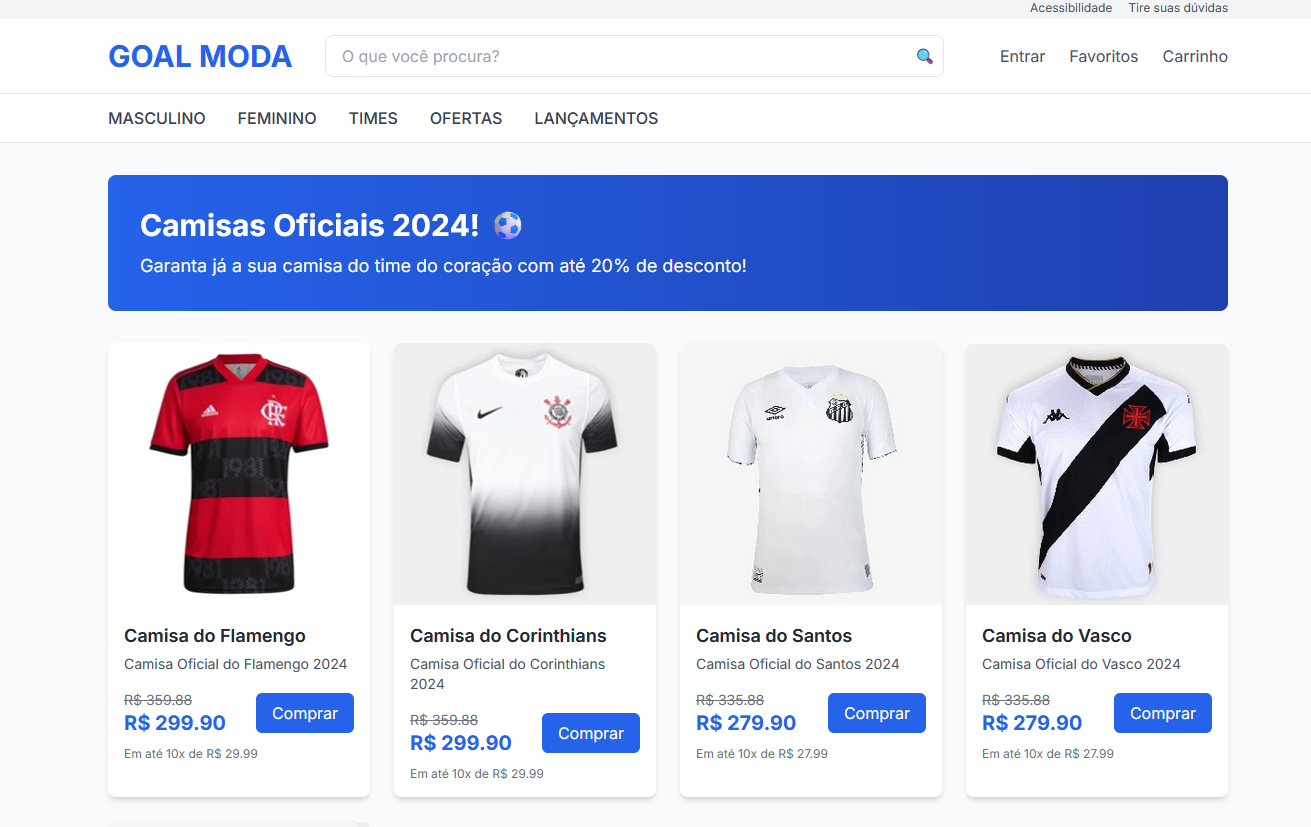 Acessibilidade Tire suas dúvidas
GOAL MODA
O que você procura?
Entrar Favoritos Carrinho
MASCULINO FEMININO TIMES OFERTAS LANÇAMENTOS
Camisas Oficiais 2024!
Garanta já a sua camisa do time do coração com até 20% de desconto!
1981
umbro
Camisa do Flamengo
Camisa Oficial do Flamengo 2024
R$ 359.88
R$ 299.90
Comprar
Em até 10x de R$ 29.99
Camisa do Corinthians
Camisa Oficial do Corinthians
2024
R$ 359.88
R$ 299.90
Comprar
Em até 10x de R$ 29.99
Camisa do Santos
Camisa Oficial do Santos 2024
R$ 335.88
R$ 279.90
Comprar
Em até 10x de R$ 27.99
Camisa do Vasco
Camisa Oficial do Vasco 2024
R$ 335.88
R$ 279.90
Comprar
Em até 10x de R$ 27.99